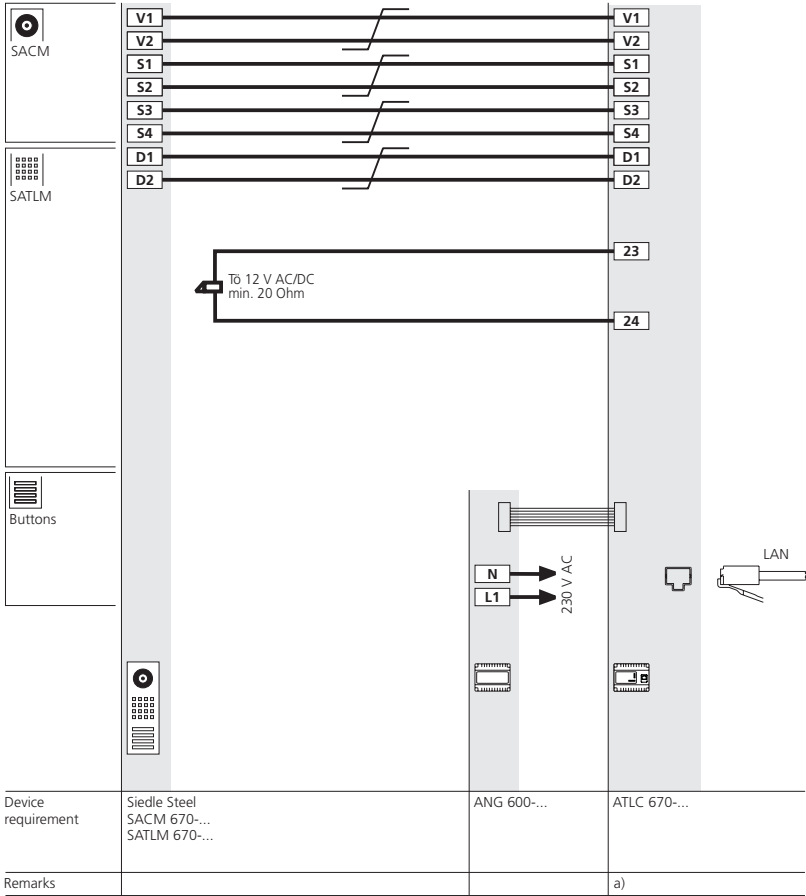 SACM
V1 V1
V2 V2
S1 S1
S2 S2
S3 S3
S4 S4
D1 D1
D2 D2
SATLM
23
Tö 12 V AC/DC
min. 20 Ohm
24
Buttons
LAN
N
L1
230 V AC
Device
requirement
Siedle Steel
SACM 670-...
SATLM 670-...
ANG 600-...
ATLC 670-...
Remarks
a)